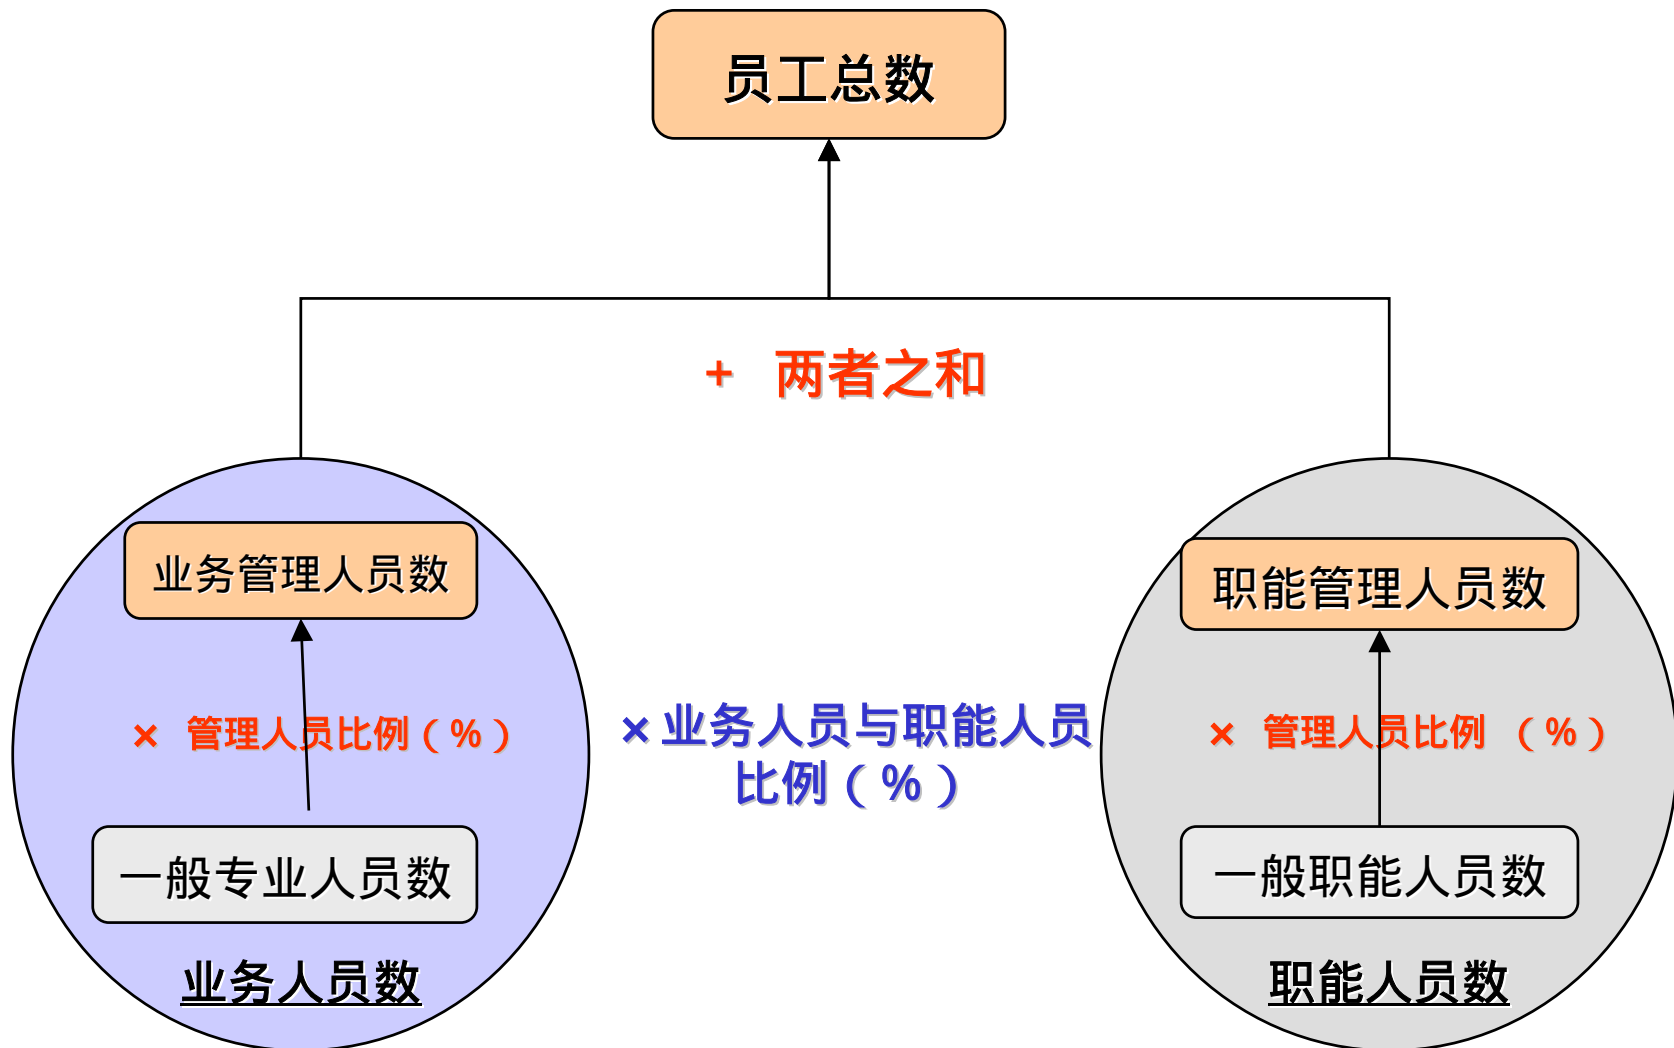 员工总数
+ 两者之和
业务管理人员数
职能管理人员数
× 管理人员比例（%）
×业务人员与职能人员
比例（%）
× 管理人员比例 （%）
一般专业人员数
一般职能人员数
业务人员数
职能人员数